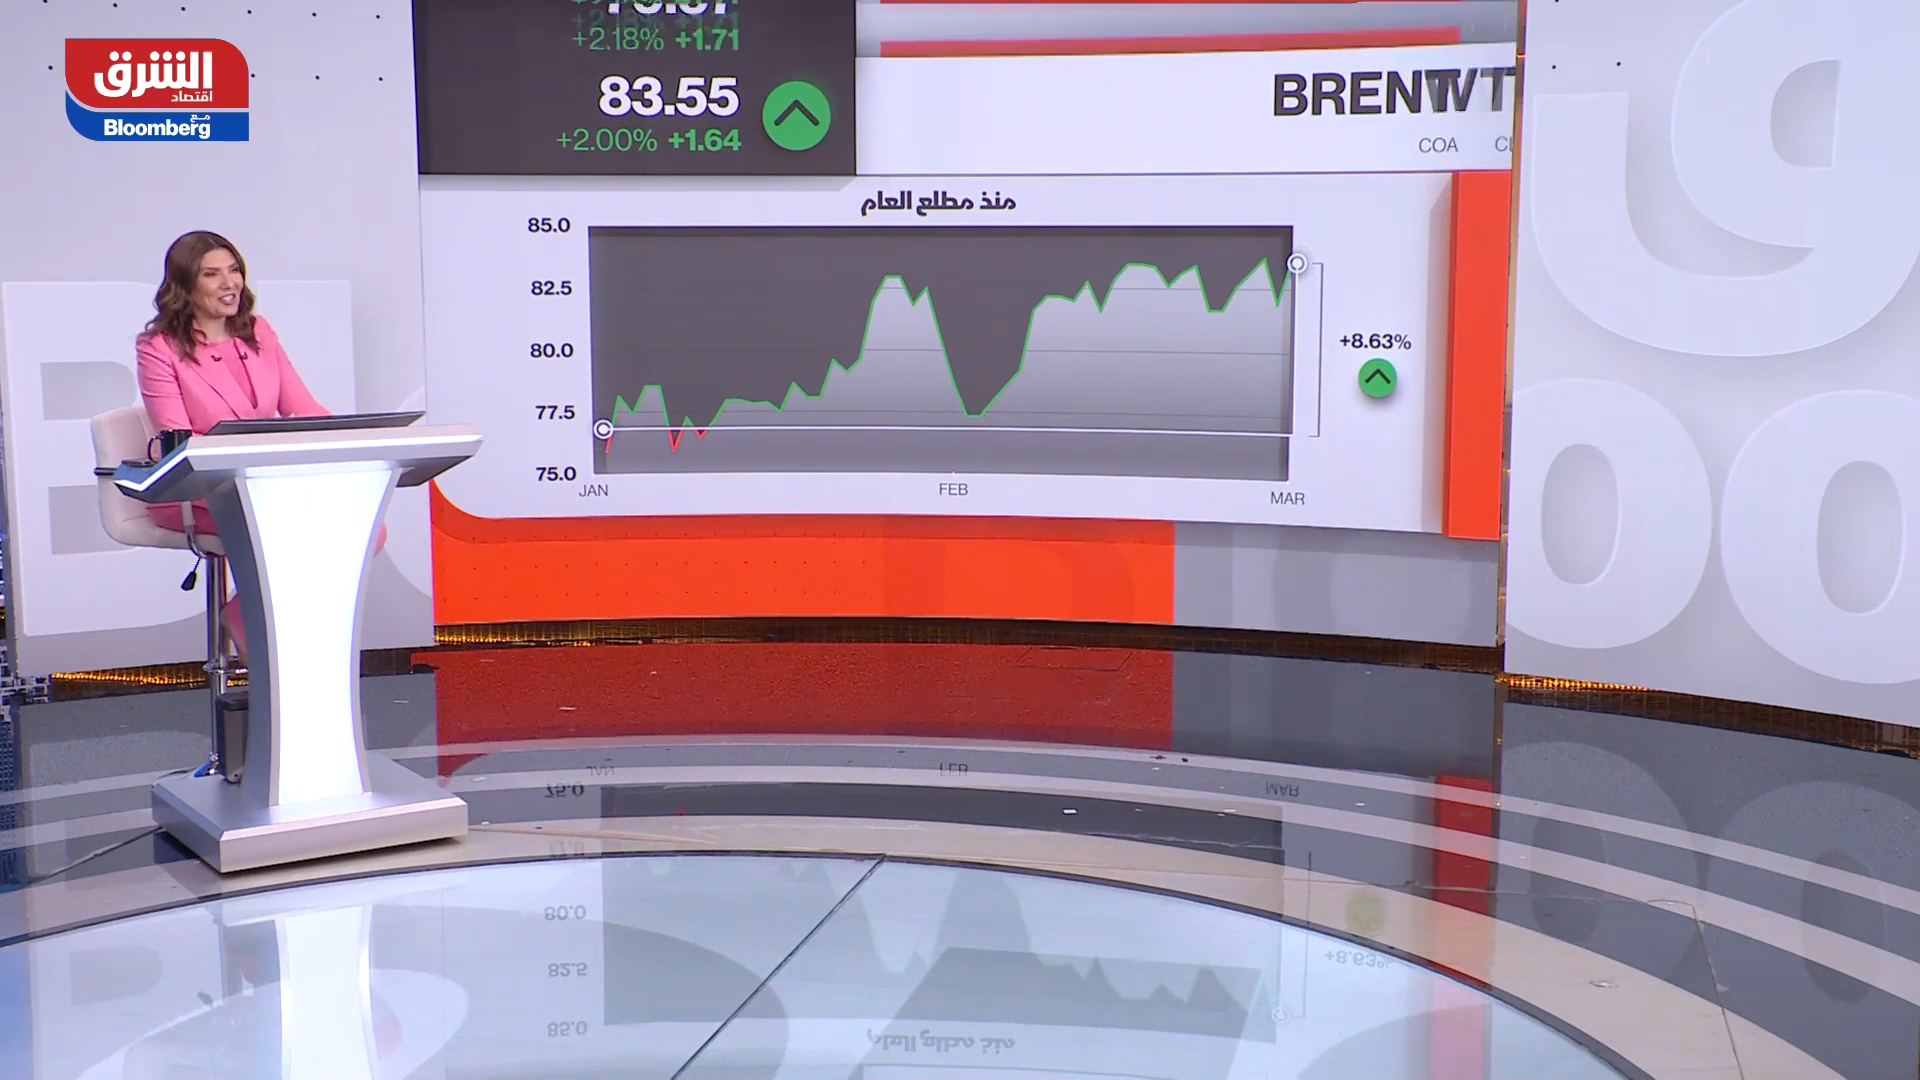 الشرق
اقتصاد
مع
Bloomberg
+2.18% +1.71
83.55
+2.00% +1.64
BRENT
COA
منذ مطلع العام
85.0
82.5
80.0
77.5
75.0
JAN
FEB
MAR
+8.63%